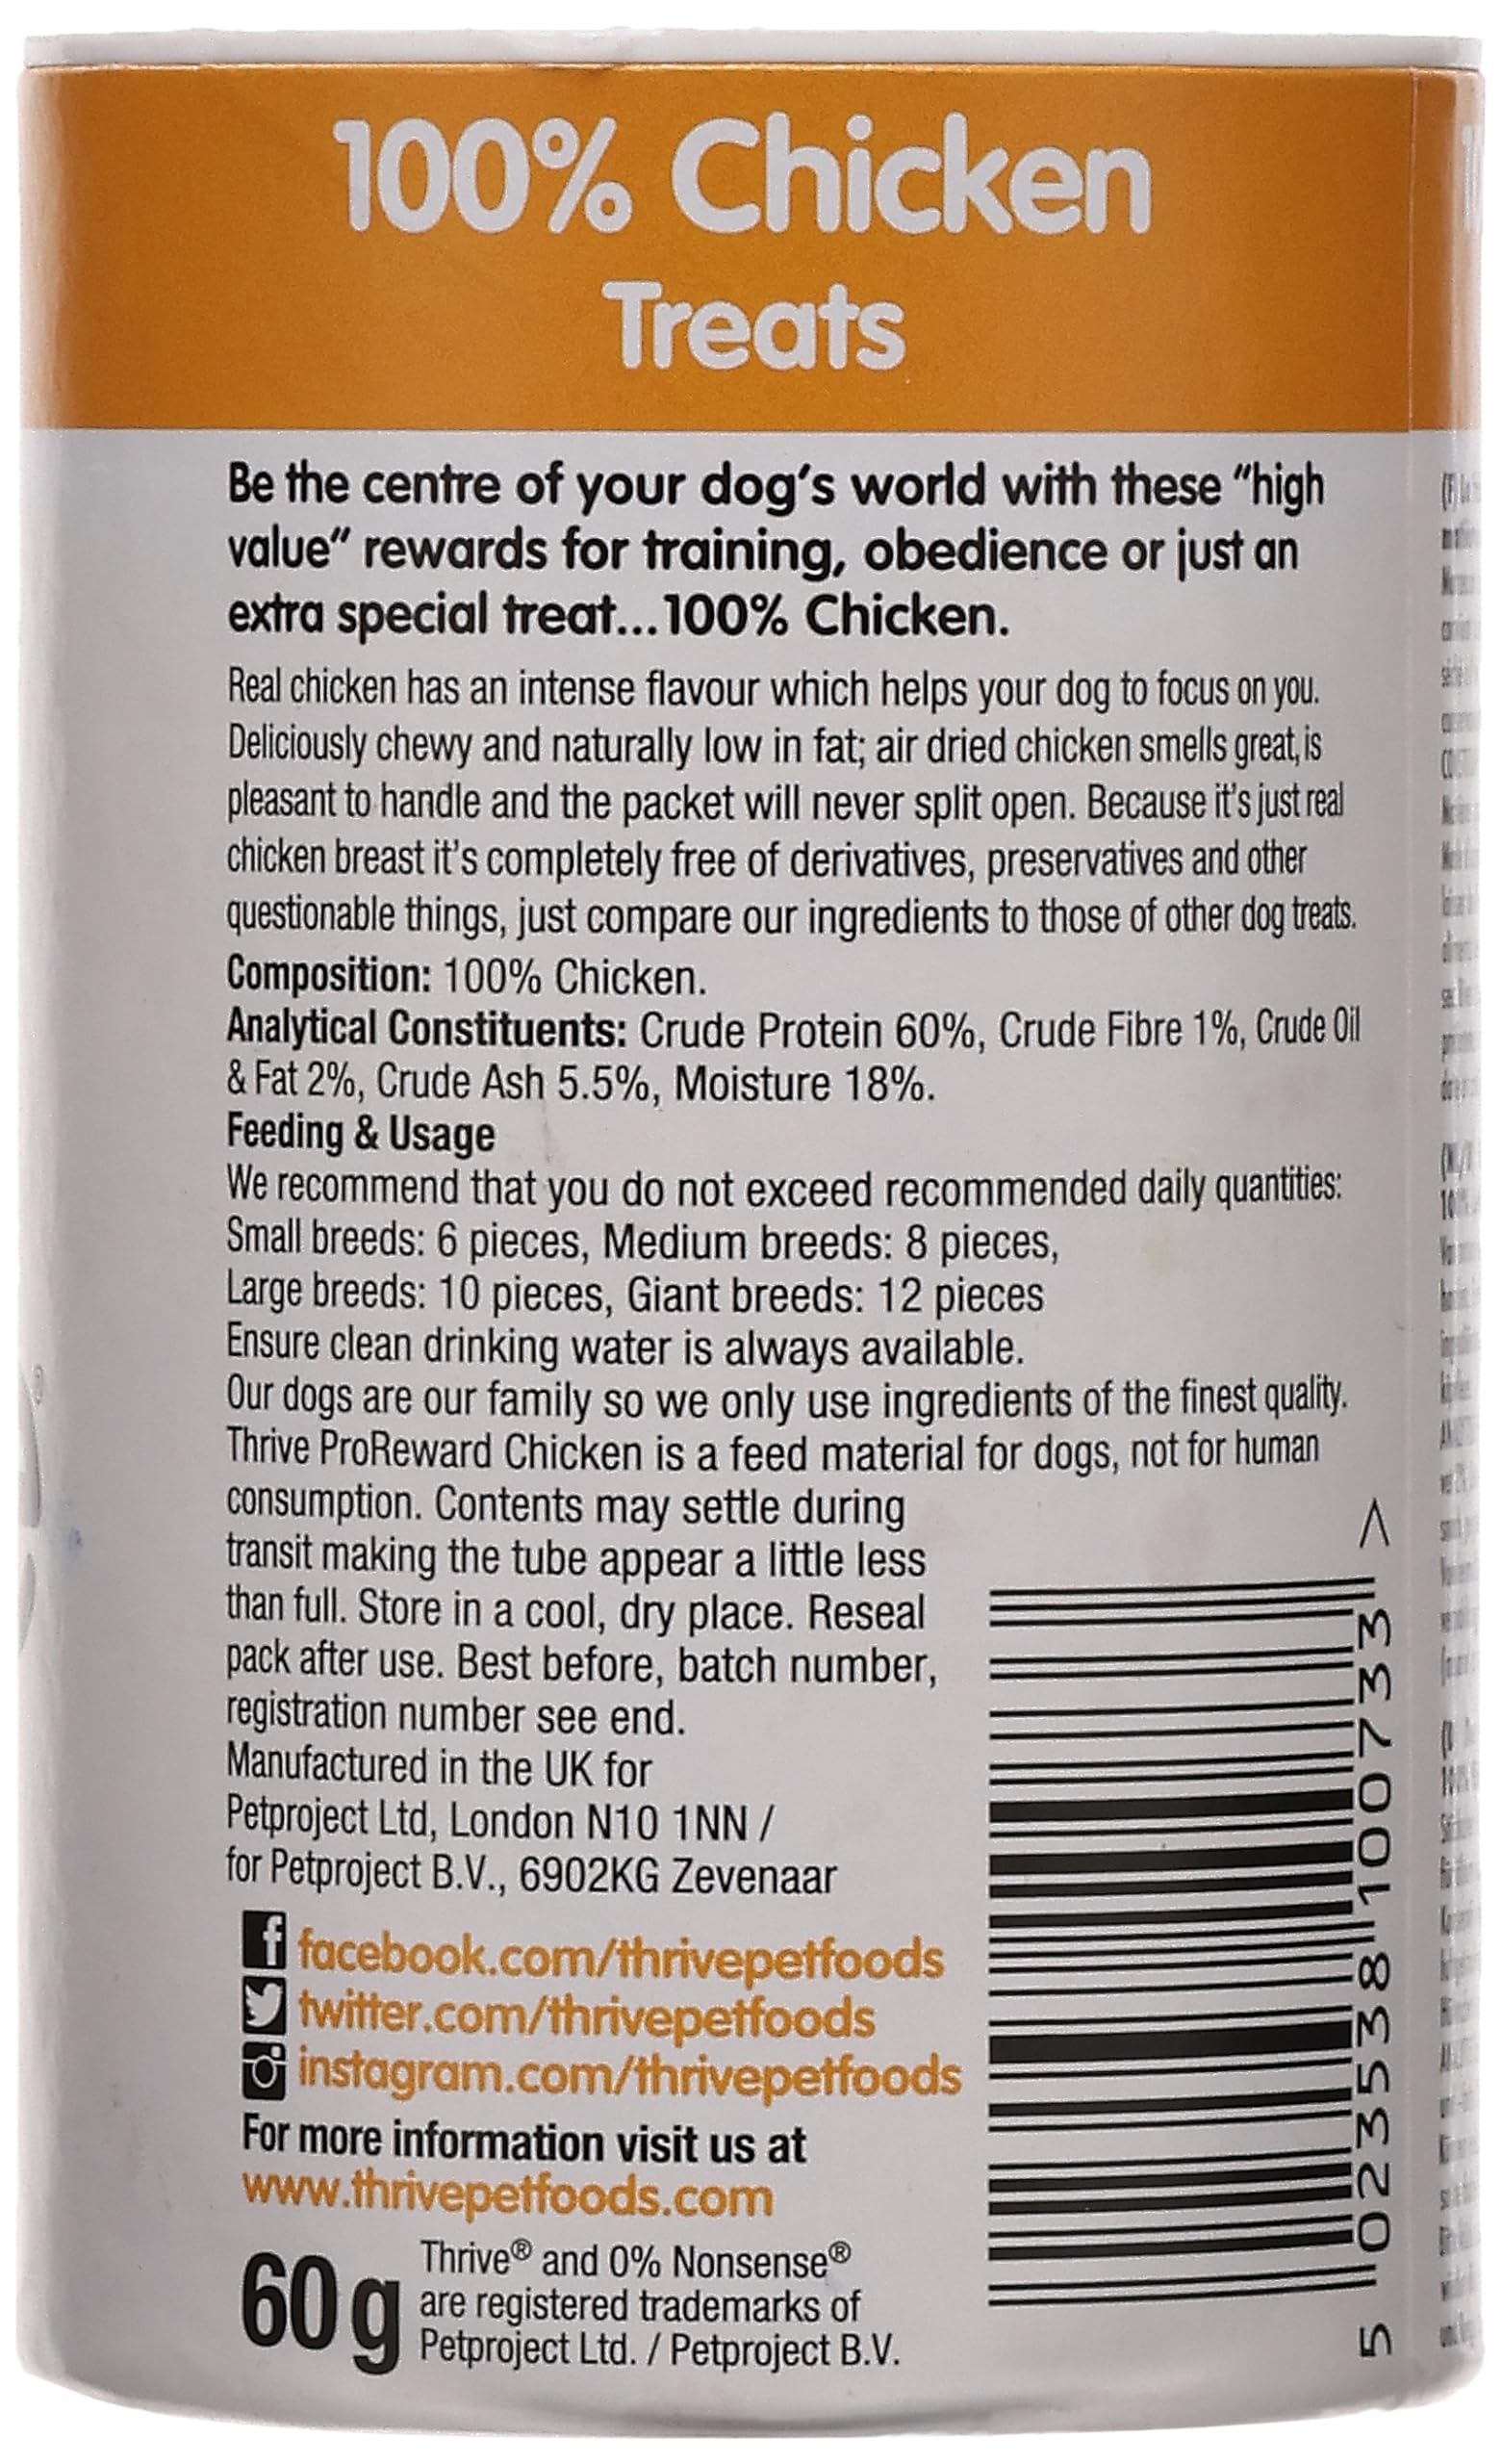 100% Chicken
Treats
Be the centre of your dog's world with these "high
value" rewards for training, obedience or just an
extra special treat...100% Chicken.
Real chicken has an intense flavour which helps your dog to focus on you.
Deliciously chewy and naturally low in fat; air dried chicken smells great, is
pleasant to handle and the packet will never split open. Because it's just real
chicken breast it's completely free of derivatives, preservatives and other
questionable things, just compare our ingredients to those of other dog treats.
Composition: 100% Chicken.
Analytical Constituents: Crude Protein 60%, Crude Fibre 1%, Crude Oil
& Fat 2%, Crude Ash 5.5%, Moisture 18%.
Feeding & Usage
We recommend that you do not exceed recommended daily quantities:
Small breeds: 6 pieces, Medium breeds: 8 pieces,
Large breeds: 10 pieces, Giant breeds: 12 pieces
Ensure clean drinking water is always available.
Our dogs are our family so we only use ingredients of the finest quality.
Thrive ProReward Chicken is a feed material for dogs, not for human
consumption. Contents may settle during
transit making the tube appear a little less
than full. Store in a cool, dry place. Reseal
pack after use. Best before, batch number,
registration number see end.
Manufactured in the UK for
Petproject Ltd, London N10 1NN /
for Petproject B.V., 6902KG Zevenaar
facebook.com/thrivepetfoods
twitter.com/thrivepetfoods
instagram.com/thrivepetfoods
For more information visit us at
www.thrivepetfoods.com
60g
Thrive® and 0% Nonsense®
are registered trademarks of
Petproject Ltd. / Petproject B.V.
5 023538 100733 >